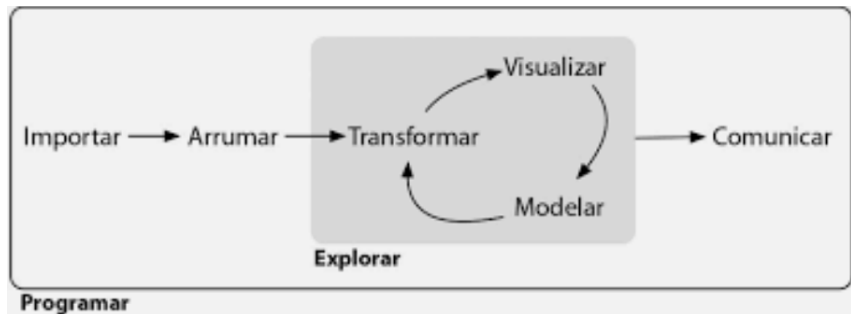 Visualizar
Importar
Arrumar
Transformar
Comunicar
Modelar
Explorar
Programar